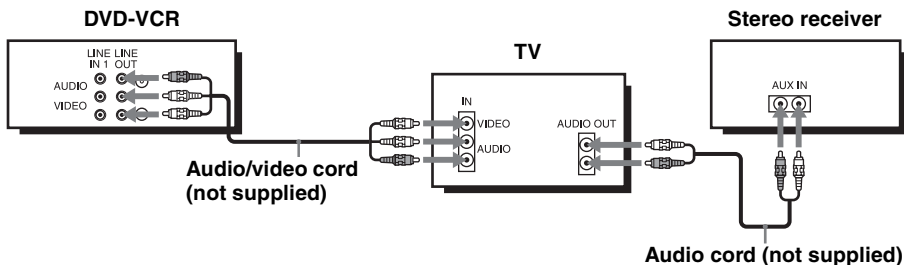 DVD-VCR
LINE LINE
IN 1 OUT
AUDIO
VIDEO
Audio/video cord
(not supplied)
TV
IN
VIDEO
AUDIO
AUDIO OUT
Stereo receiver
AUX IN
Audio cord (not supplied)